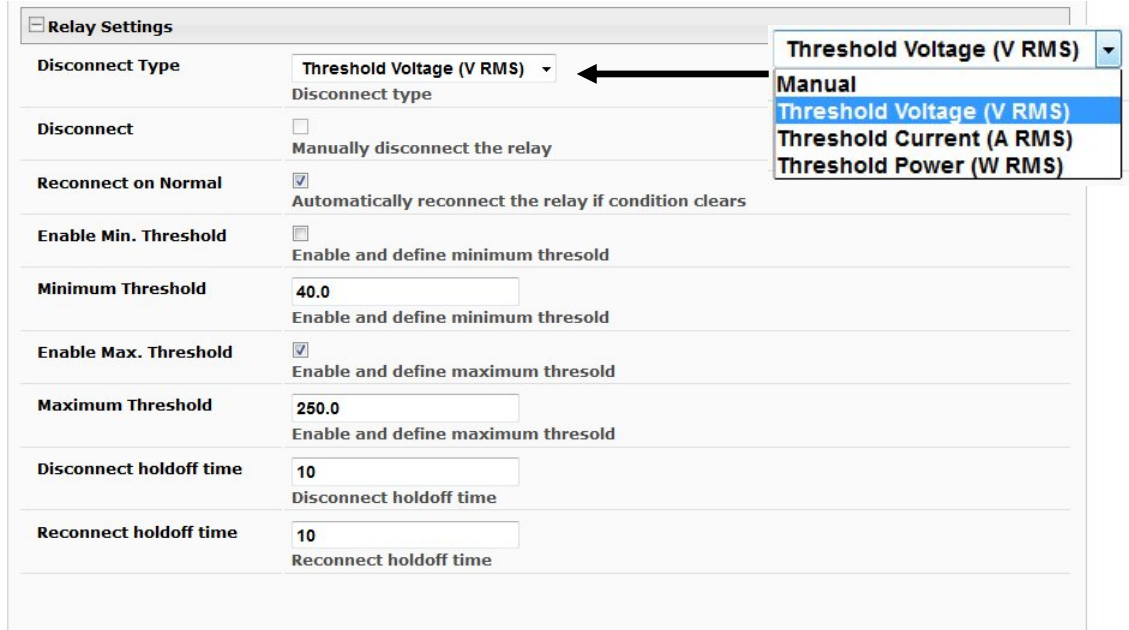 Relay Settings
Disconnect Type
Threshold Voltage (V RMS)
Disconnect type
Threshold Voltage (V RMS)
Manual
Threshold Voltage (V RMS)
Threshold Current (A RMS)
Threshold Power (W RMS)
Disconnect
Manually disconnect the relay
Reconnect on Normal
Automatically reconnect the relay if condition clears
Enable Min. Threshold
Enable and define minimum thresold
Minimum Threshold
40.0
Enable and define minimum thresold
Enable Max. Threshold
Enable and define maximum thresold
Maximum Threshold
250.0
Enable and define maximum thresold
Disconnect holdoff time
10
Disconnect holdoff time
Reconnect holdoff time
10
Reconnect holdoff time